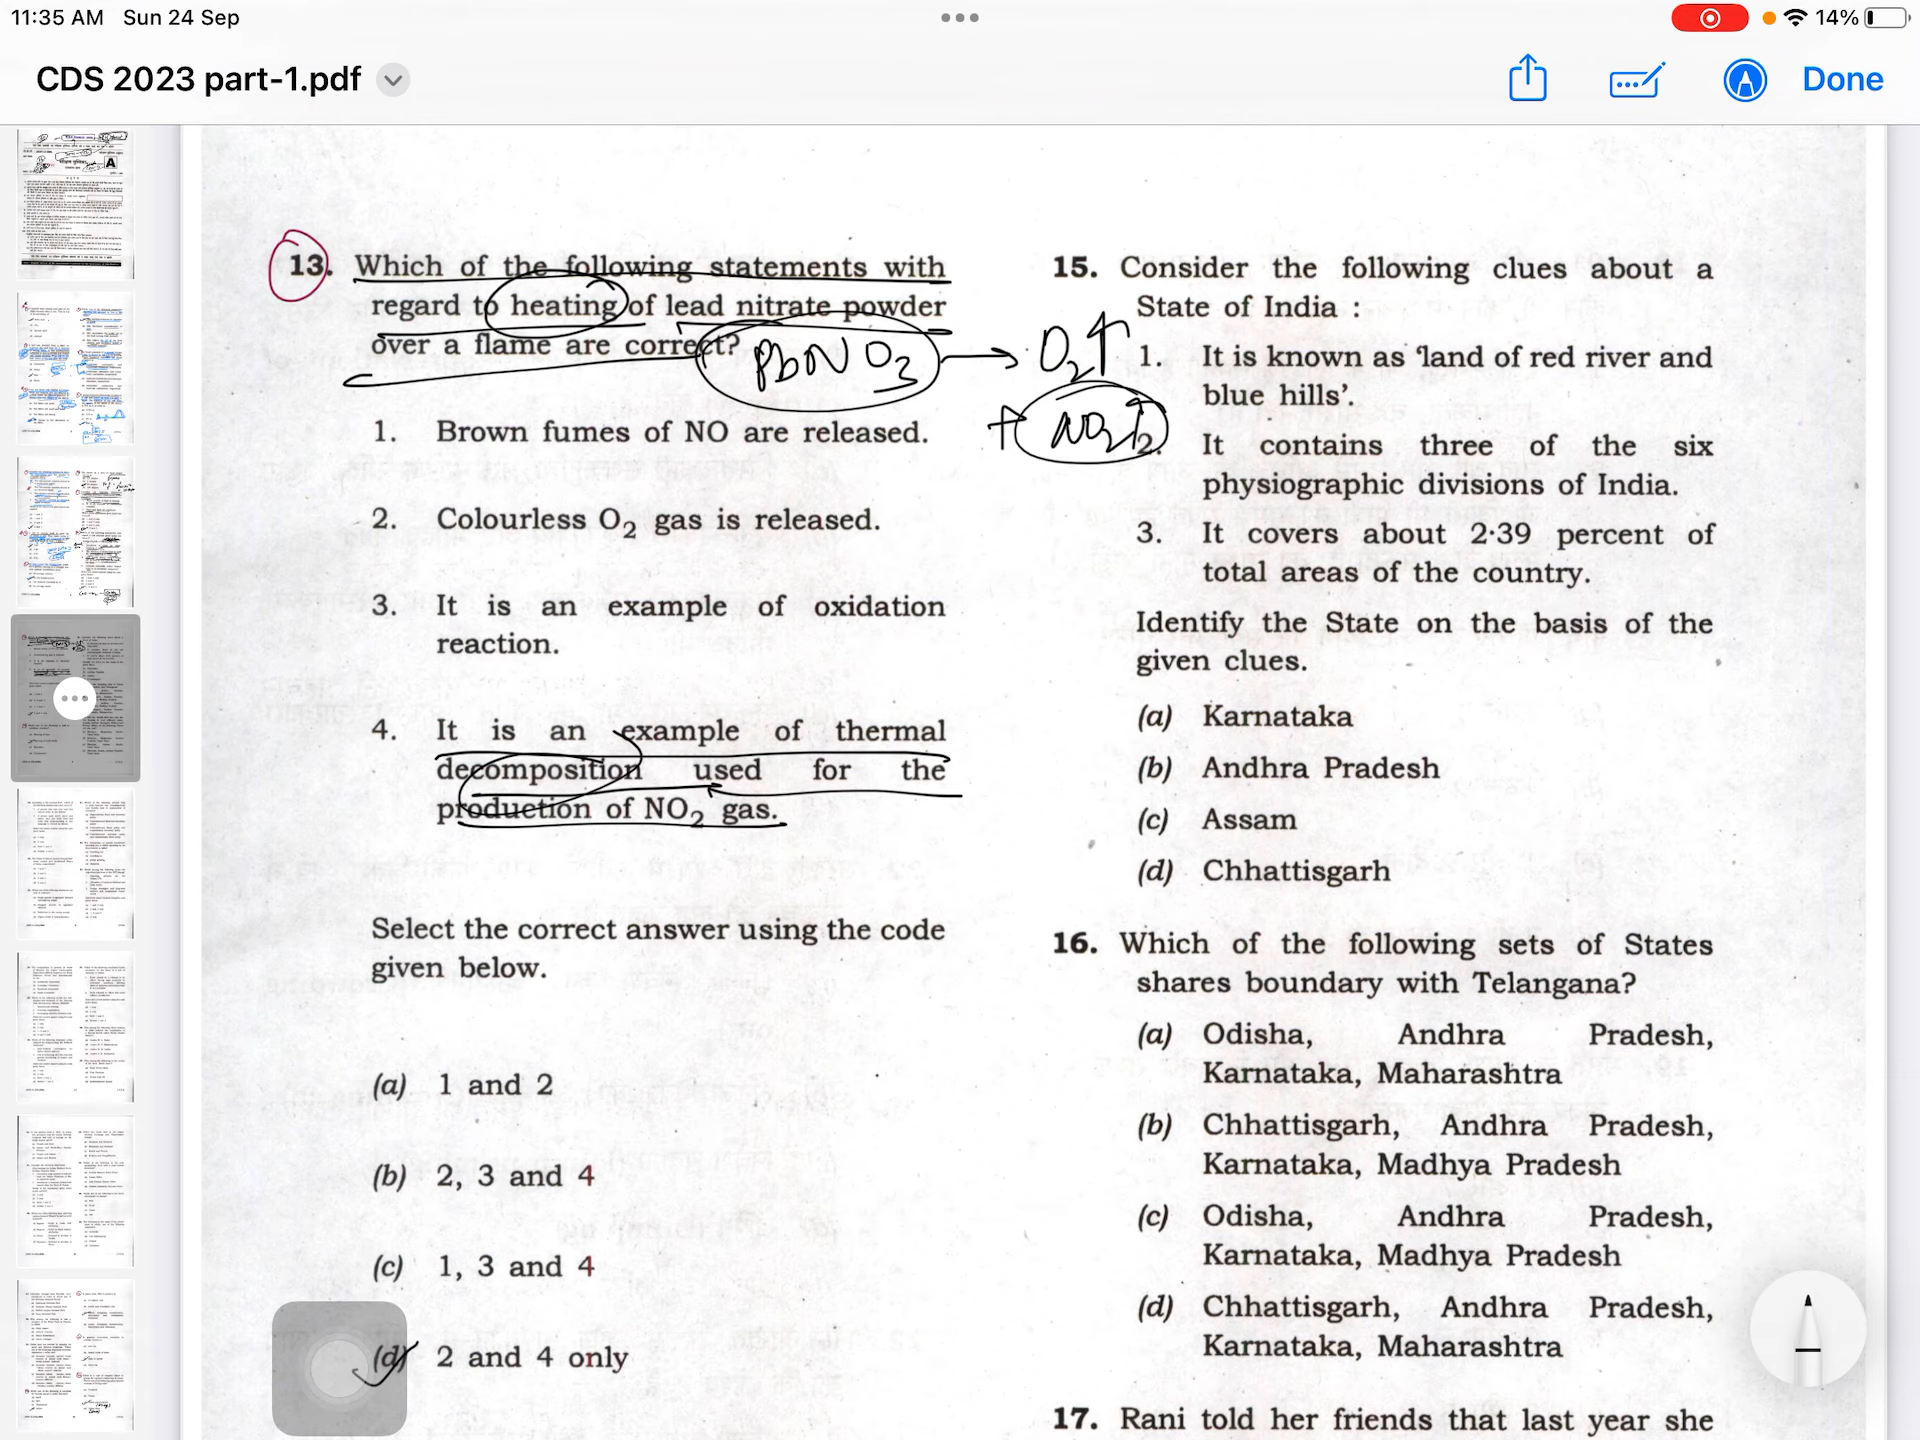 11:35 AM Sun 24 Sep
14%
CDS 2023 part-1.pdf
Done
13. Which of the following statements with
regard to heating of lead nitrate powder
over a flame are correct?
PbNO3 → O2↑
+ NO2↑
1. Brown fumes of NO are released.
2. Colourless O2 gas is released.
3. It is an example of oxidation
reaction.
4. It is an example of thermal
decomposition used for the
production of NO2 gas.
Select the correct answer using the code
given below.
(a) 1 and 2
(b) 2, 3 and 4
(c) 1, 3 and 4
(d) 2 and 4 only
15. Consider the following clues about a
State of India :
1. It is known as ‘land of red river and
blue hills’.
2. It contains three of the six
physiographic divisions of India.
3. It covers about 2·39 percent of
total areas of the country.
Identify the State on the basis of the
given clues.
(a) Karnataka
(b) Andhra Pradesh
(c) Assam
(d) Chhattisgarh
16. Which of the following sets of States
shares boundary with Telangana?
(a) Odisha, Andhra Pradesh,
Karnataka, Maharashtra
(b) Chhattisgarh, Andhra Pradesh,
Karnataka, Madhya Pradesh
(c) Odisha, Andhra Pradesh,
Karnataka, Madhya Pradesh
(d) Chhattisgarh, Andhra Pradesh,
Karnataka, Maharashtra
17. Rani told her friends that last year she